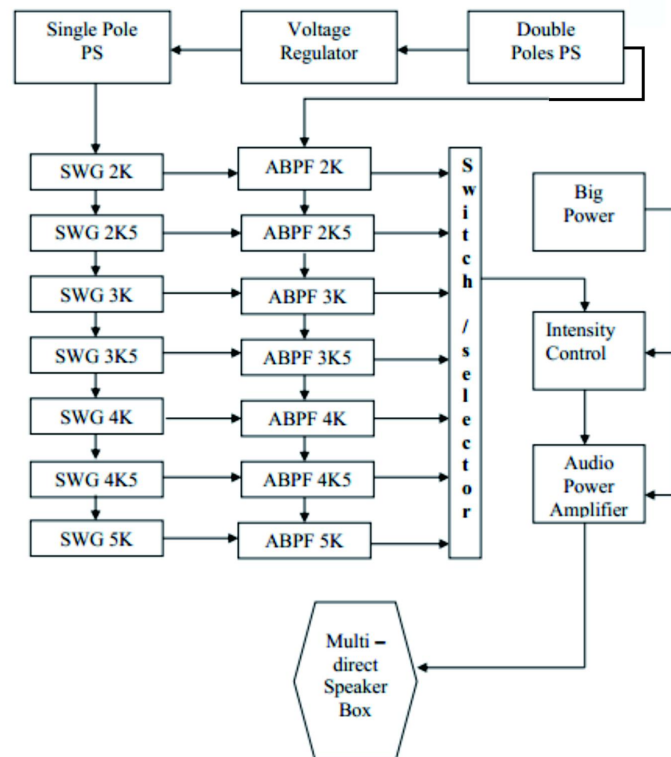 Single Pole
PS
Voltage
Regulator
Double
Poles PS
SWG 2K
ABPF 2K
SWG 2K5
ABPF 2K5
SWG 3K
ABPF 3K
SWG 3K5
ABPF 3K5
SWG 4K
ABPF 4K
SWG 4K5
ABPF 4K5
SWG 5K
ABPF 5K
Switch /selector
Big
Power
Intensity
Control
Audio
Power
Amplifier
Multi –
direct
Speaker
Box